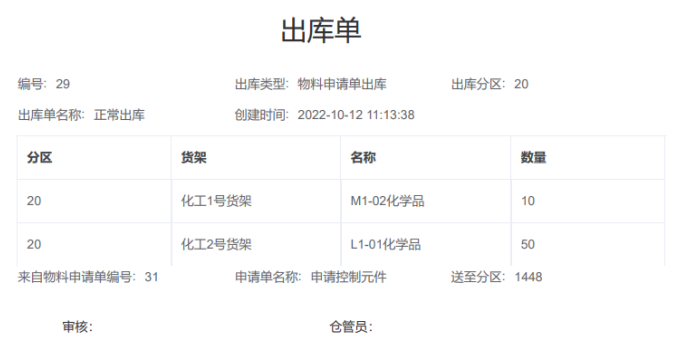 出库单
编号: 29 出库类型: 物料申请单出库 出库分区: 20
出库单名称: 正常出库 创建时间: 2022-10-12 11:13:38
分区 货架 名称 数量
20 化工1号货架 M1-02化学品 10
20 化工2号货架 L1-01化学品 50
来自物料申请单编号: 31 申请单名称: 申请控制元件 送至分区: 1448
审核: 仓管员: